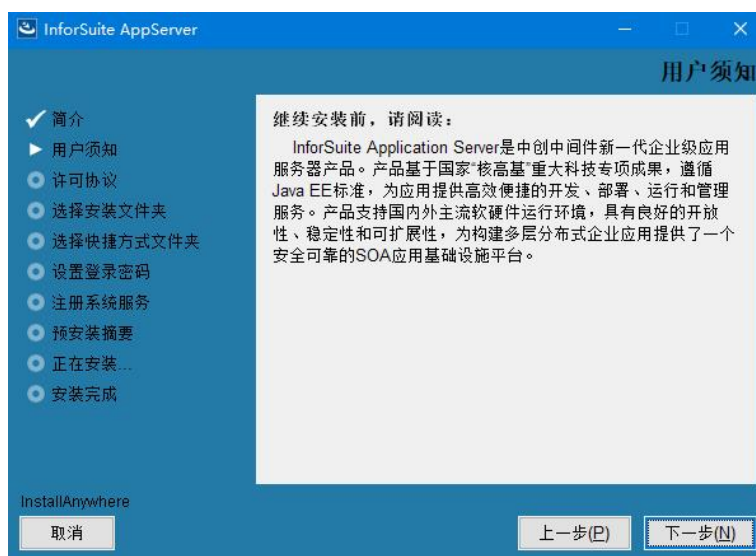 InforSuite AppServer
用户须知
简介
用户须知
许可协议
选择安装文件夹
选择快捷方式文件夹
设置登录密码
注册系统服务
预安装摘要
正在安装...
安装完成
继续安装前，请阅读：
InforSuite Application Server是中创中间件新一代企业级应用
服务器产品。产品基于国家“核高基”重大科技专项成果，遵循
Java EE标准，为应用提供高效便捷的开发、部署、运行和管理
服务。产品支持国内外主流软硬件运行环境，具有良好的开放
性、稳定性和可扩展性，为构建多层分布式企业应用提供了一个
安全可靠的SOA应用基础设施平台。
InstallAnywhere
取消
上一步(P)
下一步(N)